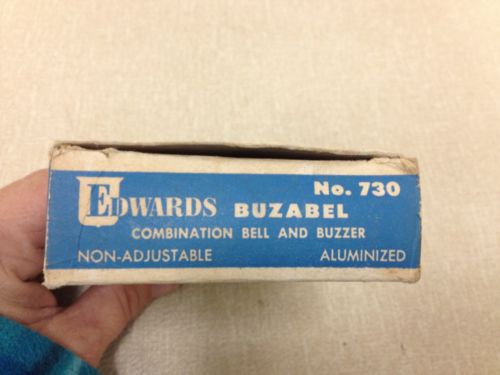 No. 730
EDWARDS BUZABEL
COMBINATION BELL AND BUZZER
NON-ADJUSTABLE ALUMINIZED